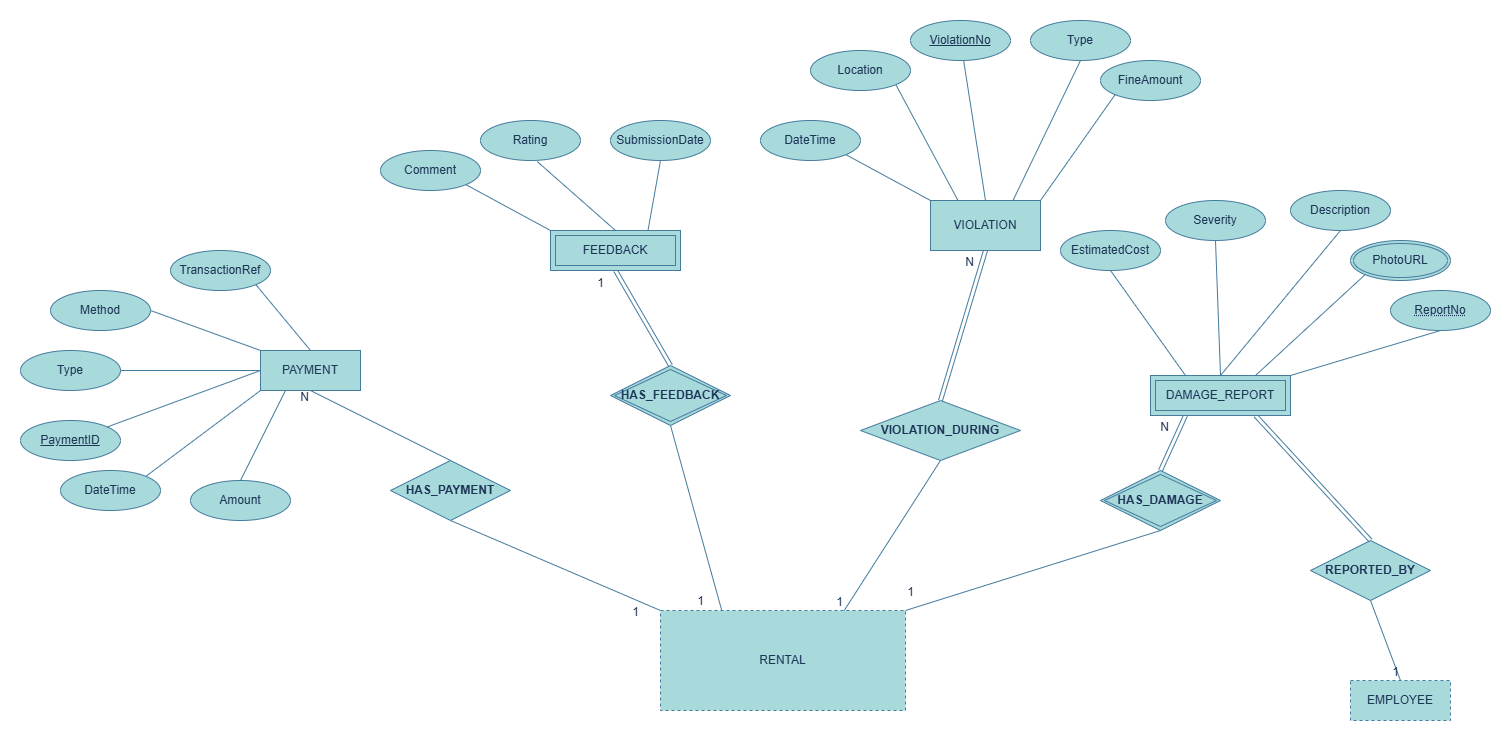 ViolationNo
Type
Location
FineAmount
DateTime
Rating
SubmissionDate
Comment
VIOLATION
Description
Severity
EstimatedCost
PhotoURL
FEEDBACK
N
TransactionRef
1
Method
ReportNo
PAYMENT
Type
N
HAS_FEEDBACK
DAMAGE_REPORT
N
VIOLATION_DURING
PaymentID
DateTime
Amount
HAS_PAYMENT
HAS_DAMAGE
REPORTED_BY
1
1
1
1
RENTAL
1
EMPLOYEE